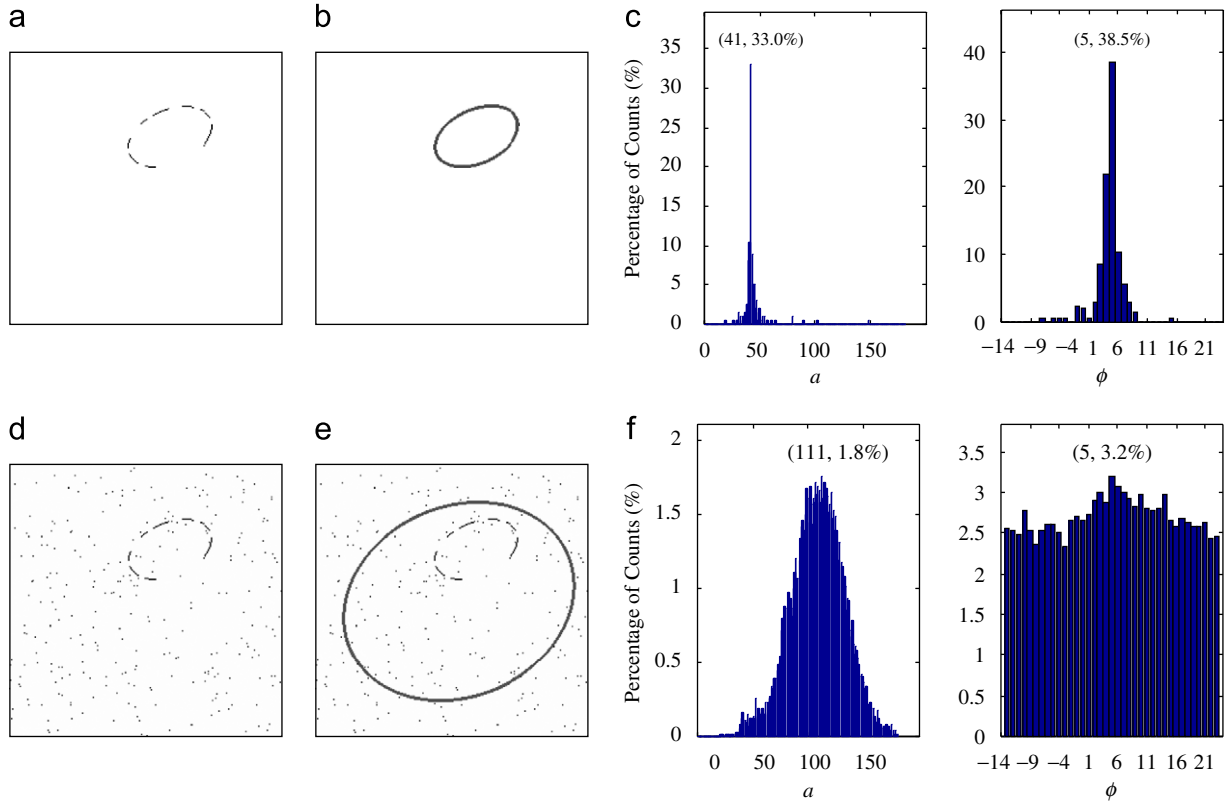 a
b
c
(41, 33.0%)
(5, 38.5%)
Percentage of Counts (%)
35
30
25
20
15
10
5
0
0 50 100 150
a
40
30
20
10
0
−14 −9 −4 1 6 11 16 21
ϕ
d
e
f
(111, 1.8%)
(5, 3.2%)
Percentage of Counts (%)
2
1.5
1
0.5
0
0 50 100 150
a
3.5
3
2.5
2
1.5
1
0.5
0
−14 −9 −4 1 6 11 16 21
ϕ